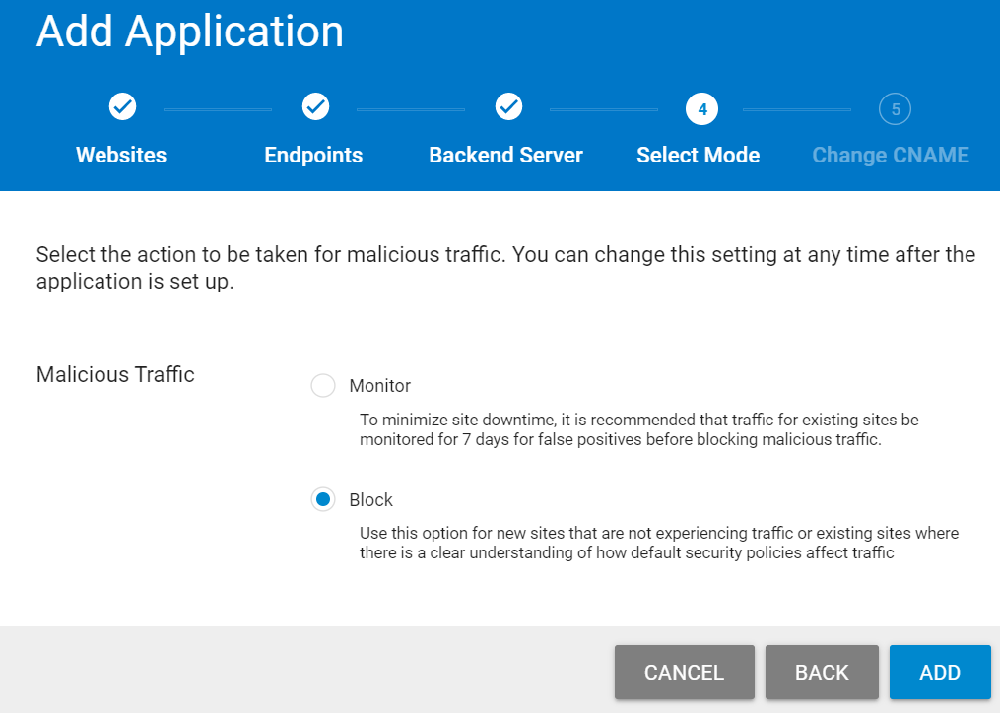 Add Application
4
5
Websites
Endpoints
Backend Server
Select Mode
Change CNAME
Select the action to be taken for malicious traffic. You can change this setting at any time after the
application is set up.
Malicious Traffic
Monitor
To minimize site downtime, it is recommended that traffic for existing sites be
monitored for 7 days for false positives before blocking malicious traffic.
Block
Use this option for new sites that are not experiencing traffic or existing sites where
there is a clear understanding of how default security policies affect traffic
CANCEL
BACK
ADD